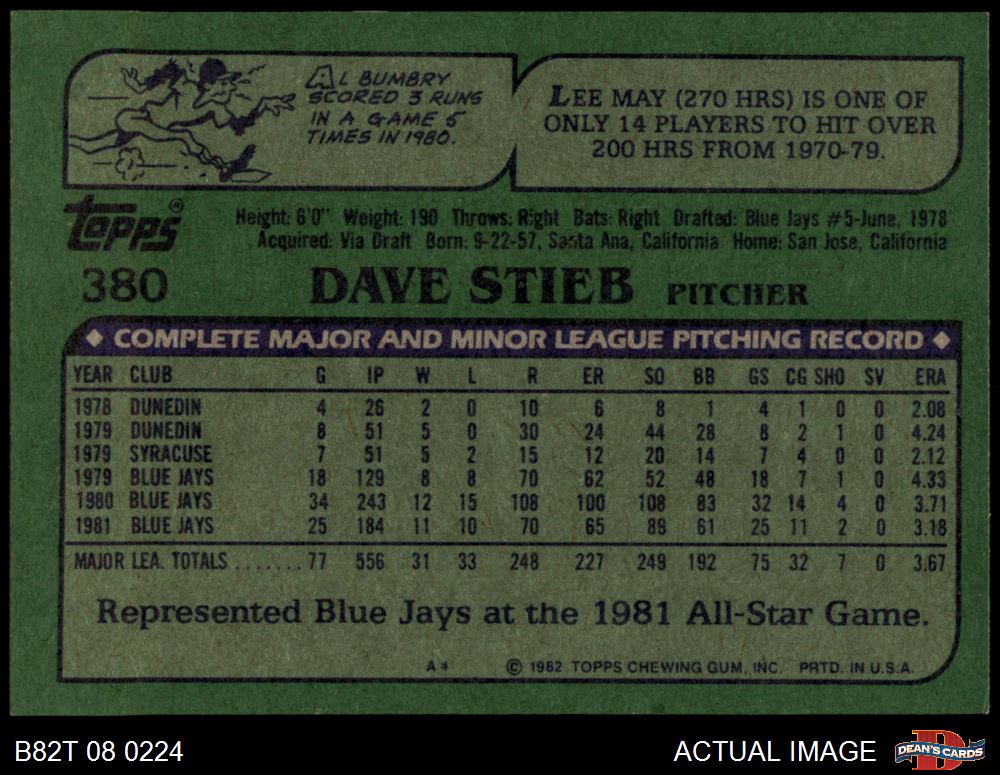 AL BUMBRY
SCORED 3 RUNS
IN A GAME 5
TIMES IN 1980.
LEE MAY (270 HRS) IS ONE OF
ONLY 14 PLAYERS TO HIT OVER
200 HRS FROM 1970-79.
topps®
Height: 6'0" Weight: 190 Throws: Right Bats: Right Drafted: Blue Jays #5-June, 1978
Acquired: Via Draft Born: 9-22-57, Santa Ana, California Home: San Jose, California
380 DAVE STIEB PITCHER
◆ COMPLETE MAJOR AND MINOR LEAGUE PITCHING RECORD ◆
YEAR CLUB G IP W L R ER SO BB GS CG SHO SV ERA
1978 DUNEDIN 4 26 2 0 10 6 8 1 4 1 0 0 2.08
1979 DUNEDIN 8 51 5 0 30 24 44 28 8 2 1 0 4.24
1979 SYRACUSE 7 51 5 2 15 12 20 14 7 4 0 0 2.12
1979 BLUE JAYS 18 129 8 8 70 62 52 48 18 7 1 0 4.33
1980 BLUE JAYS 34 243 12 15 108 100 108 83 32 14 4 0 3.71
1981 BLUE JAYS 25 184 11 10 70 65 89 61 25 11 2 0 3.18
MAJOR LEA. TOTALS ....... 77 556 31 33 248 227 249 192 75 32 7 0 3.67
Represented Blue Jays at the 1981 All-Star Game.
A* © 1982 TOPPS CHEWING GUM, INC. PRTD. IN U.S.A.
B82T 08 0224 ACTUAL IMAGE DEAN'S CARDS